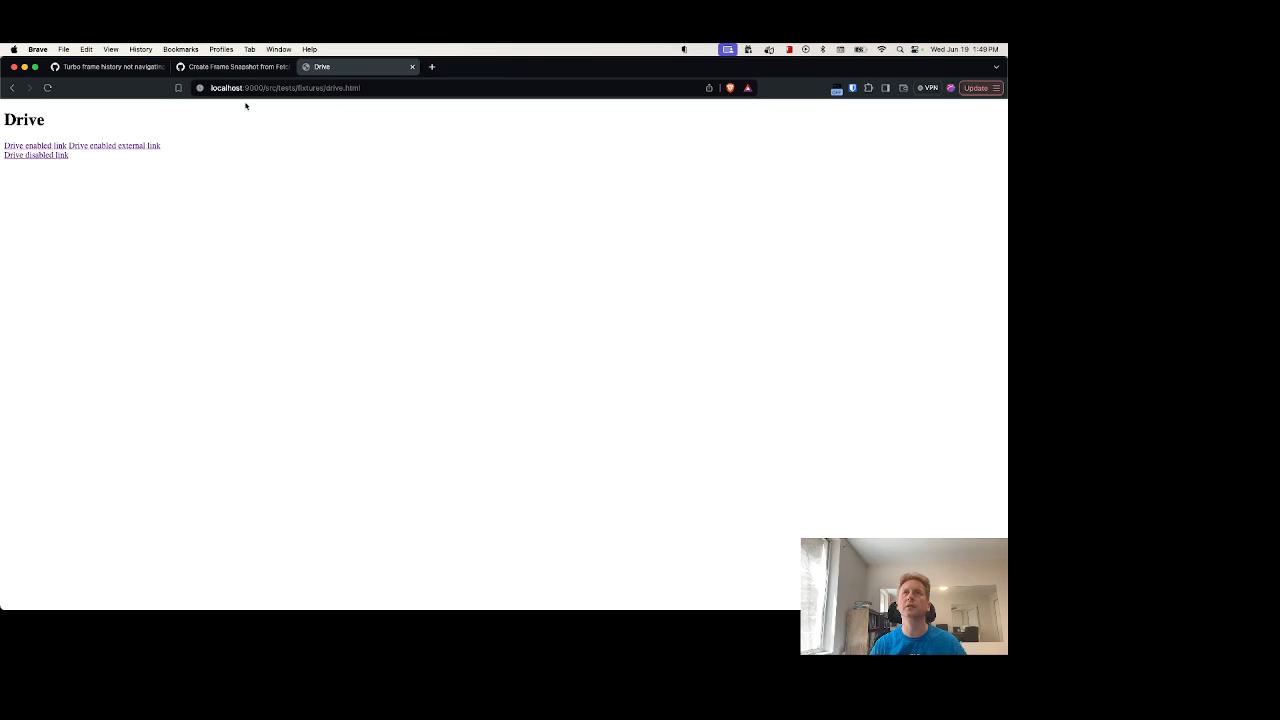 Brave File Edit View History Bookmarks Profiles Tab Window Help Wed Jun 19 1:49 PM
Turbo frame history not navigating Create Frame Snapshot from Fetc Drive
localhost:9000/src/tests/fixtures/drive.html VPN Update
Drive
Drive enabled link Drive enabled external link
Drive disabled link